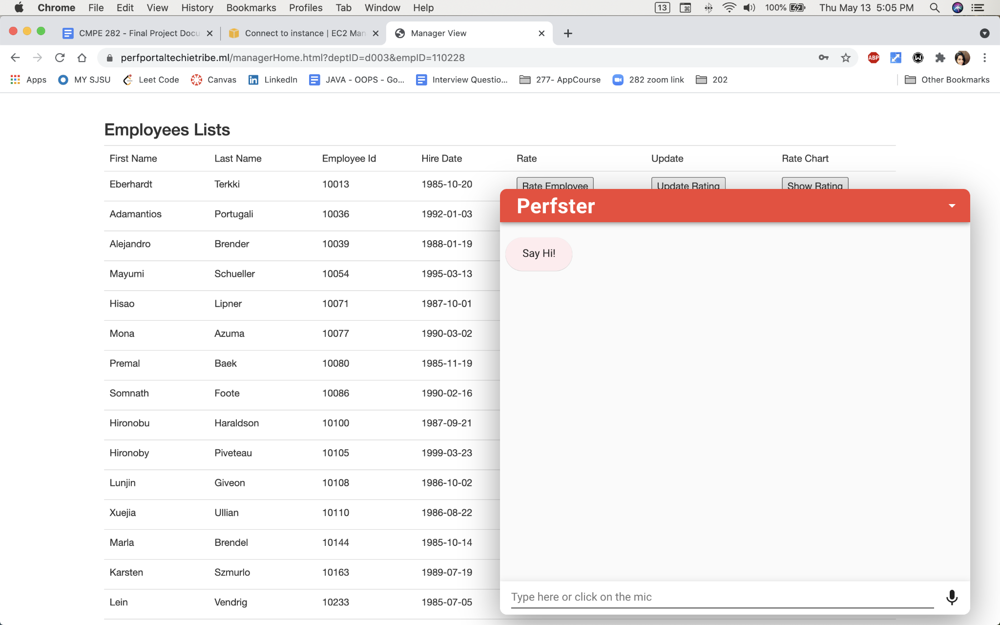 Chrome File Edit View History Bookmarks Profiles Tab Window Help 13 100% Thu May 13 5:05 PM
CMPE 282 - Final Project Docu Connect to instance | EC2 Man Manager View
perfportaltechietribe.ml/managerHome.html?deptID=d003&empID=110228 ABP
Apps MY SJSU Leet Code Canvas LinkedIn JAVA - OOPS - Go... Interview Questio... 277- AppCourse 282 zoom link 202 Other Bookmarks
Employees Lists
First Name Last Name Employee Id Hire Date Rate Update Rate Chart
Eberhardt Terkki 10013 1985-10-20 Rate Employee Update Rating Show Rating
Adamantios Portugali 10036 1992-01-03
Alejandro Brender 10039 1988-01-19
Mayumi Schueller 10054 1995-03-13
Hisao Lipner 10071 1987-10-01
Mona Azuma 10077 1990-03-02
Premal Baek 10080 1985-11-19
Somnath Foote 10086 1990-02-16
Hironobu Haraldson 10100 1987-09-21
Hironoby Piveteau 10105 1999-03-23
Lunjin Giveon 10108 1986-10-02
Xuejia Ullian 10110 1986-08-22
Marla Brendel 10144 1985-10-14
Karsten Szmurlo 10163 1989-07-19
Lein Vendrig 10233 1985-07-05
Perfster
Say Hi!
Type here or click on the mic